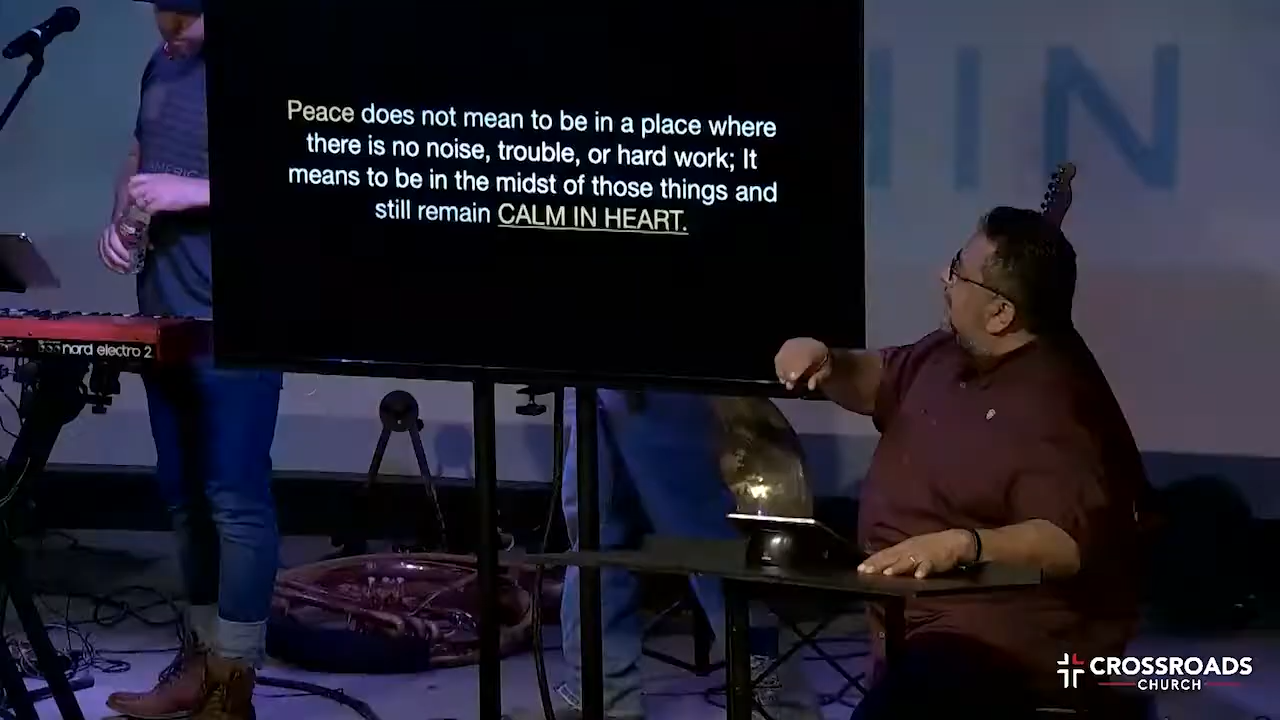 Peace does not mean to be in a place where
there is no noise, trouble, or hard work; It
means to be in the midst of those things and
still remain CALM IN HEART.
IIN
nord electro 2
CROSSROADS
CHURCH